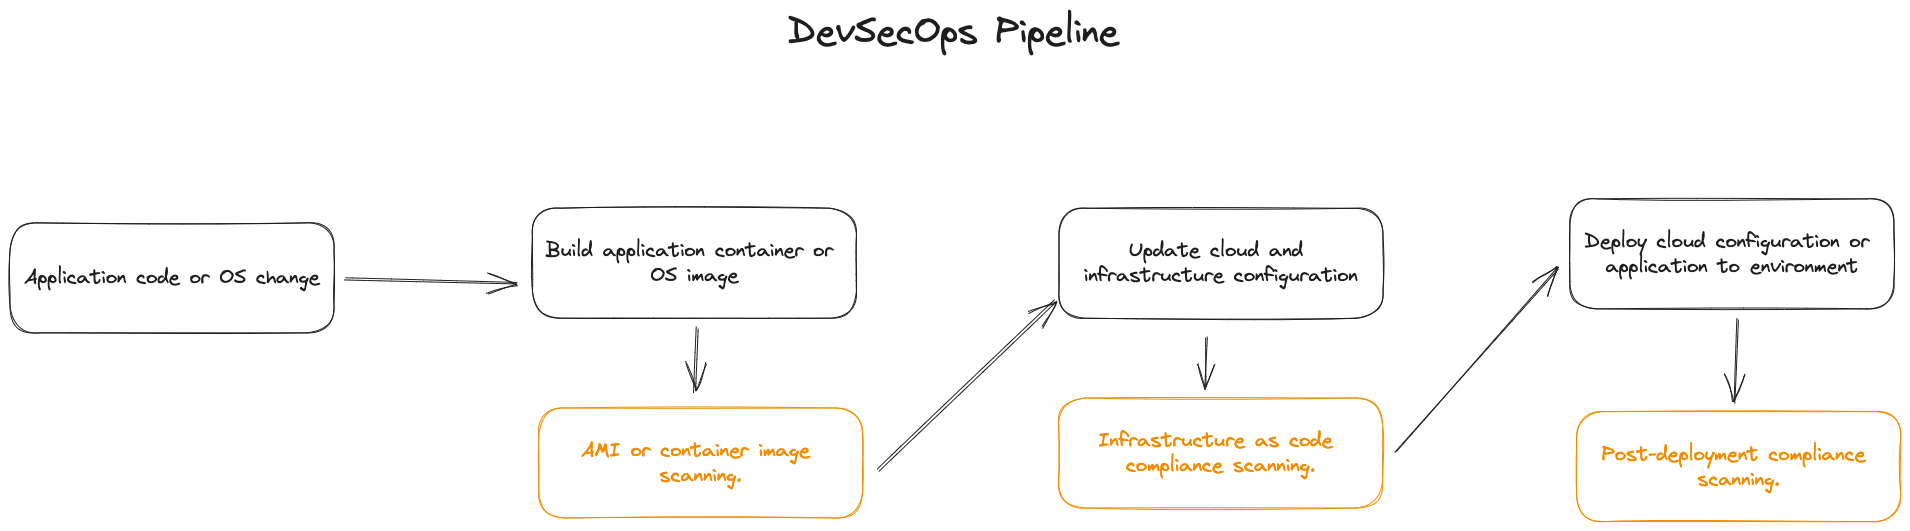 DevSecOps Pipeline
Application code or OS change
Build application container or
OS image
Update cloud and
infrastructure configuration
Deploy cloud configuration or
application to environment
AMI or container image
scanning.
Infrastructure as code
compliance scanning.
Post-deployment compliance
scanning.